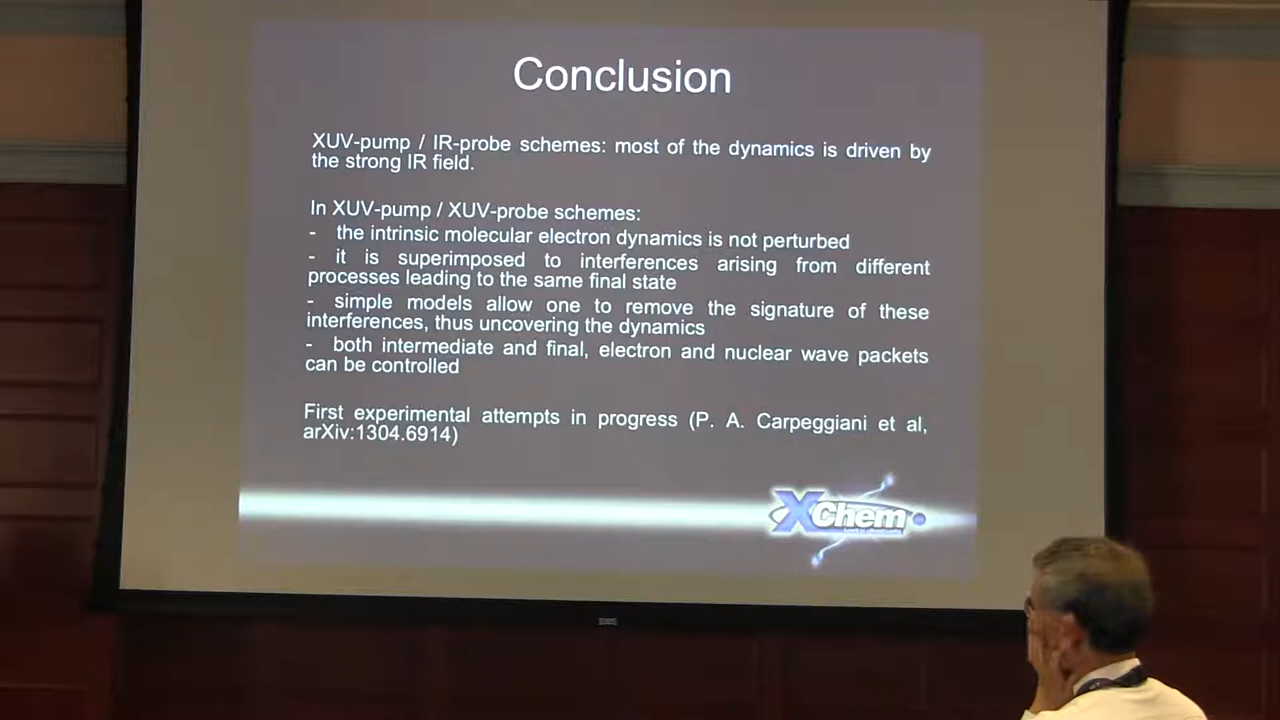 Conclusion
XUV-pump / IR-probe schemes: most of the dynamics is driven by
the strong IR field.
In XUV-pump / XUV-probe schemes:
- the intrinsic molecular electron dynamics is not perturbed
- it is superimposed to interferences arising from different
processes leading to the same final state
- simple models allow one to remove the signature of these
interferences, thus uncovering the dynamics
- both intermediate and final, electron and nuclear wave packets
can be controlled
First experimental attempts in progress (P. A. Carpeggiani et al,
arXiv:1304.6914)
XChem